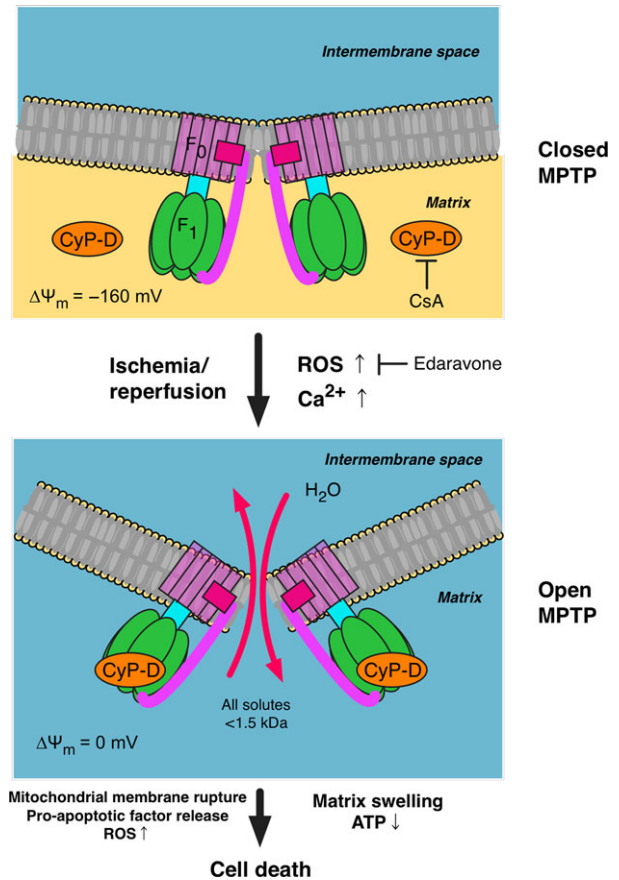 Intermembrane space
F0
Closed
MPTP
Matrix
F1
CyP-D
CyP-D
CsA
ΔΨm = −160 mV
Ischemia/
reperfusion
ROS ↑
Edaravone
Ca2+ ↑
Intermembrane space
H2O
Matrix
Open
MPTP
CyP-D
CyP-D
All solutes
<1.5 kDa
ΔΨm = 0 mV
Mitochondrial membrane rupture
Pro-apoptotic factor release
ROS ↑
Matrix swelling
ATP ↓
Cell death